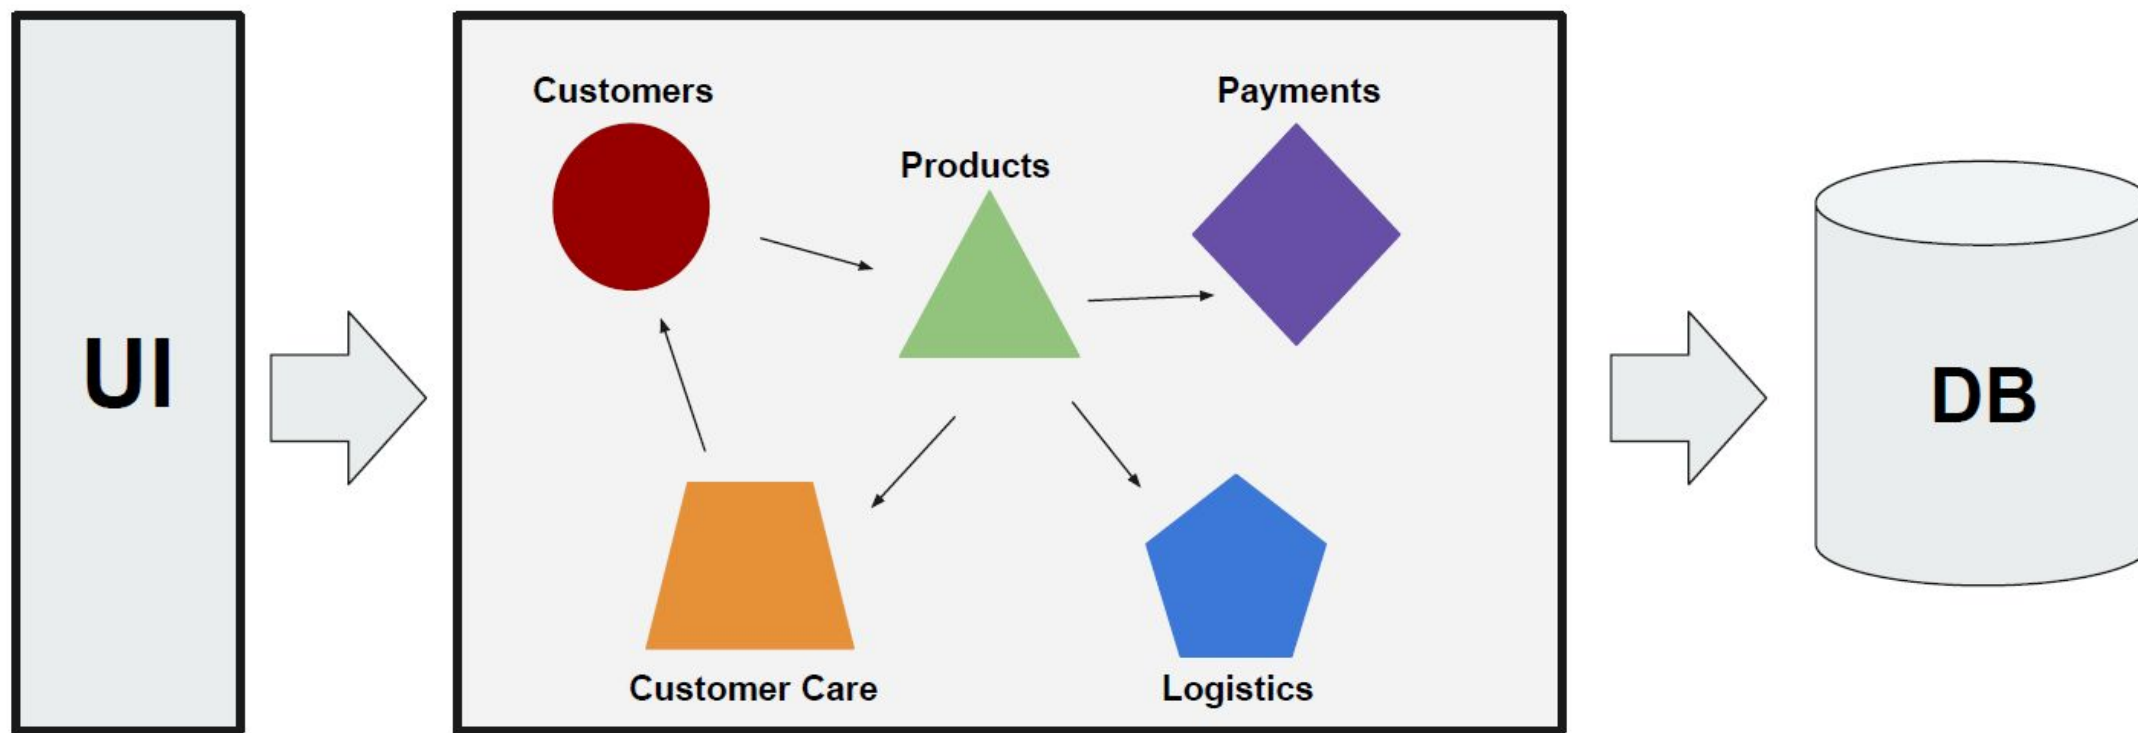 UI
Customers
Products
Payments
Customer Care
Logistics
DB